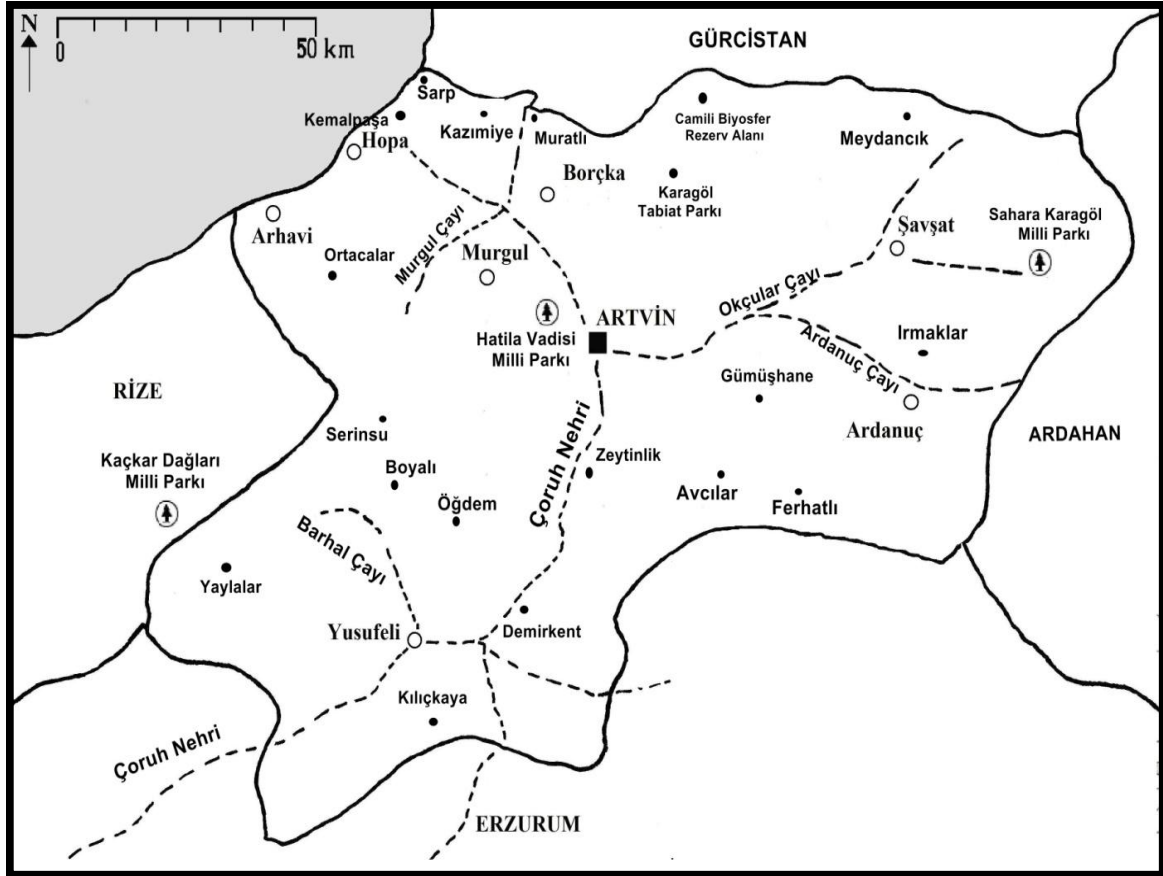 N
0
50 km
GÜRCİSTAN
Sarp
Kemalpaşa
Kazımiye
Muratlı
Camili Biyosfer
Rezerv Alanı
Meydancık
Hopa
Borçka
Karagöl
Tabiat Parkı
Sahara Karagöl
Milli Parkı
Şavşat
Arhavi
Ortacalar
Murgul Çayı
Murgul
Okçular Çayı
Hatila Vadisi
Milli Parkı
ARTVİN
Irmaklar
Ardanuç Çayı
Gümüşhane
RİZE
Ardanuç
ARDAHAN
Serinsu
Kaçkar Dağları
Milli Parkı
Boyalı
Öğdem
Çoruh Nehri
Zeytinlik
Avcılar
Ferhatlı
Barhal Çayı
Yaylalar
Yusufeli
Demirkent
Kılıçkaya
Çoruh Nehri
ERZURUM